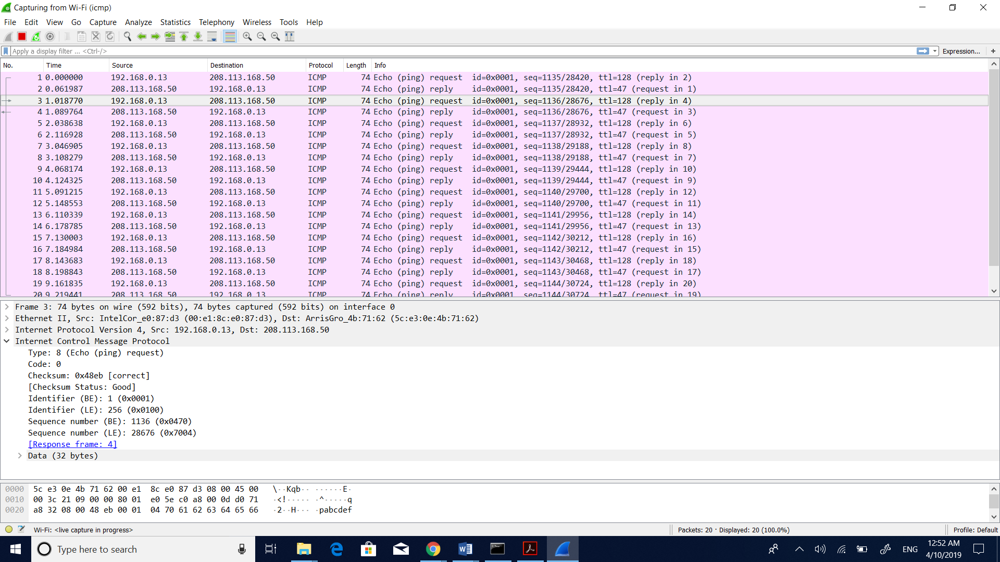 Capturing from Wi-Fi (icmp)
File Edit View Go Capture Analyze Statistics Telephony Wireless Tools Help
Apply a display filter ... <Ctrl-/> Expression... +
No. Time Source Destination Protocol Length Info
1 0.000000 192.168.0.13 208.113.168.50 ICMP 74 Echo (ping) request id=0x0001, seq=1135/28420, ttl=128 (reply in 2)
2 0.061987 208.113.168.50 192.168.0.13 ICMP 74 Echo (ping) reply id=0x0001, seq=1135/28420, ttl=47 (request in 1)
3 1.018770 192.168.0.13 208.113.168.50 ICMP 74 Echo (ping) request id=0x0001, seq=1136/28676, ttl=128 (reply in 4)
4 1.089764 208.113.168.50 192.168.0.13 ICMP 74 Echo (ping) reply id=0x0001, seq=1136/28676, ttl=47 (request in 3)
5 2.038638 192.168.0.13 208.113.168.50 ICMP 74 Echo (ping) request id=0x0001, seq=1137/28932, ttl=128 (reply in 6)
6 2.116928 208.113.168.50 192.168.0.13 ICMP 74 Echo (ping) reply id=0x0001, seq=1137/28932, ttl=47 (request in 5)
7 3.046905 192.168.0.13 208.113.168.50 ICMP 74 Echo (ping) request id=0x0001, seq=1138/29188, ttl=128 (reply in 8)
8 3.108279 208.113.168.50 192.168.0.13 ICMP 74 Echo (ping) reply id=0x0001, seq=1138/29188, ttl=47 (request in 7)
9 4.068174 192.168.0.13 208.113.168.50 ICMP 74 Echo (ping) request id=0x0001, seq=1139/29444, ttl=128 (reply in 10)
10 4.124325 208.113.168.50 192.168.0.13 ICMP 74 Echo (ping) reply id=0x0001, seq=1139/29444, ttl=47 (request in 9)
11 5.091215 192.168.0.13 208.113.168.50 ICMP 74 Echo (ping) request id=0x0001, seq=1140/29700, ttl=128 (reply in 12)
12 5.148553 208.113.168.50 192.168.0.13 ICMP 74 Echo (ping) reply id=0x0001, seq=1140/29700, ttl=47 (request in 11)
13 6.110339 192.168.0.13 208.113.168.50 ICMP 74 Echo (ping) request id=0x0001, seq=1141/29956, ttl=128 (reply in 14)
14 6.178785 208.113.168.50 192.168.0.13 ICMP 74 Echo (ping) reply id=0x0001, seq=1141/29956, ttl=47 (request in 13)
15 7.130003 192.168.0.13 208.113.168.50 ICMP 74 Echo (ping) request id=0x0001, seq=1142/30212, ttl=128 (reply in 16)
16 7.184984 208.113.168.50 192.168.0.13 ICMP 74 Echo (ping) reply id=0x0001, seq=1142/30212, ttl=47 (request in 15)
17 8.143683 192.168.0.13 208.113.168.50 ICMP 74 Echo (ping) request id=0x0001, seq=1143/30468, ttl=128 (reply in 18)
18 8.198843 208.113.168.50 192.168.0.13 ICMP 74 Echo (ping) reply id=0x0001, seq=1143/30468, ttl=47 (request in 17)
19 9.161835 192.168.0.13 208.113.168.50 ICMP 74 Echo (ping) request id=0x0001, seq=1144/30724, ttl=128 (reply in 20)
20 9.219441 208.113.168.50 192.168.0.13 ICMP 74 Echo (ping) reply id=0x0001, seq=1144/30724, ttl=47 (request in 19)
Frame 3: 74 bytes on wire (592 bits), 74 bytes captured (592 bits) on interface 0
Ethernet II, Src: IntelCor_e0:87:d3 (00:e1:8c:e0:87:d3), Dst: ArrisGro_4b:71:62 (5c:e3:0e:4b:71:62)
Internet Protocol Version 4, Src: 192.168.0.13, Dst: 208.113.168.50
Internet Control Message Protocol
Type: 8 (Echo (ping) request)
Code: 0
Checksum: 0x48eb [correct]
[Checksum Status: Good]
Identifier (BE): 1 (0x0001)
Identifier (LE): 256 (0x0100)
Sequence number (BE): 1136 (0x0470)
Sequence number (LE): 28676 (0x7004)
[Response frame: 4]
Data (32 bytes)
0000 5c e3 0e 4b 71 62 00 e1 8c e0 87 d3 08 00 45 00 \··Kqb·· ······E·
0010 00 3c 21 09 00 00 80 01 e0 5e c0 a8 00 0d d0 71 ·<!····· ·^·····q
0020 a8 32 08 00 48 eb 00 01 04 70 61 62 63 64 65 66 ·2··H··· ·pabcdef
Wi-Fi: <live capture in progress> Packets: 20 · Displayed: 20 (100.0%) Profile: Default
Type here to search ENG 12:52 AM
4/10/2019